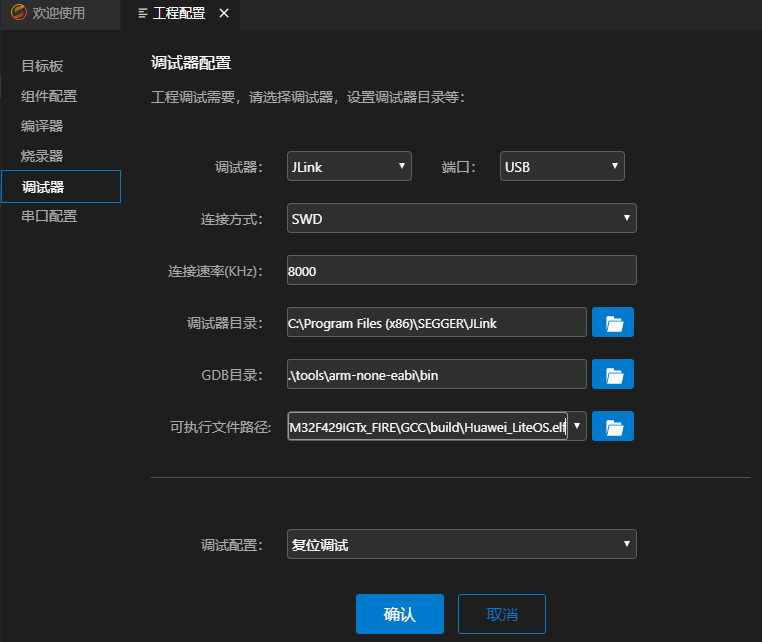 欢迎使用
工程配置
目标板
组件配置
编译器
烧录器
调试器
串口配置
调试器配置
工程调试需要，请选择调试器，设置调试器目录等：
调试器： JLink 端口： USB
连接方式： SWD
连接速率(KHz)： 8000
调试器目录： C:\Program Files (x86)\SEGGER\JLink
GDB目录： .\tools\arm-none-eabi\bin
可执行文件路径： M32F429IGTx_FIRE\GCC\build\Huawei_LiteOS.elf
调试配置： 复位调试
确认 取消